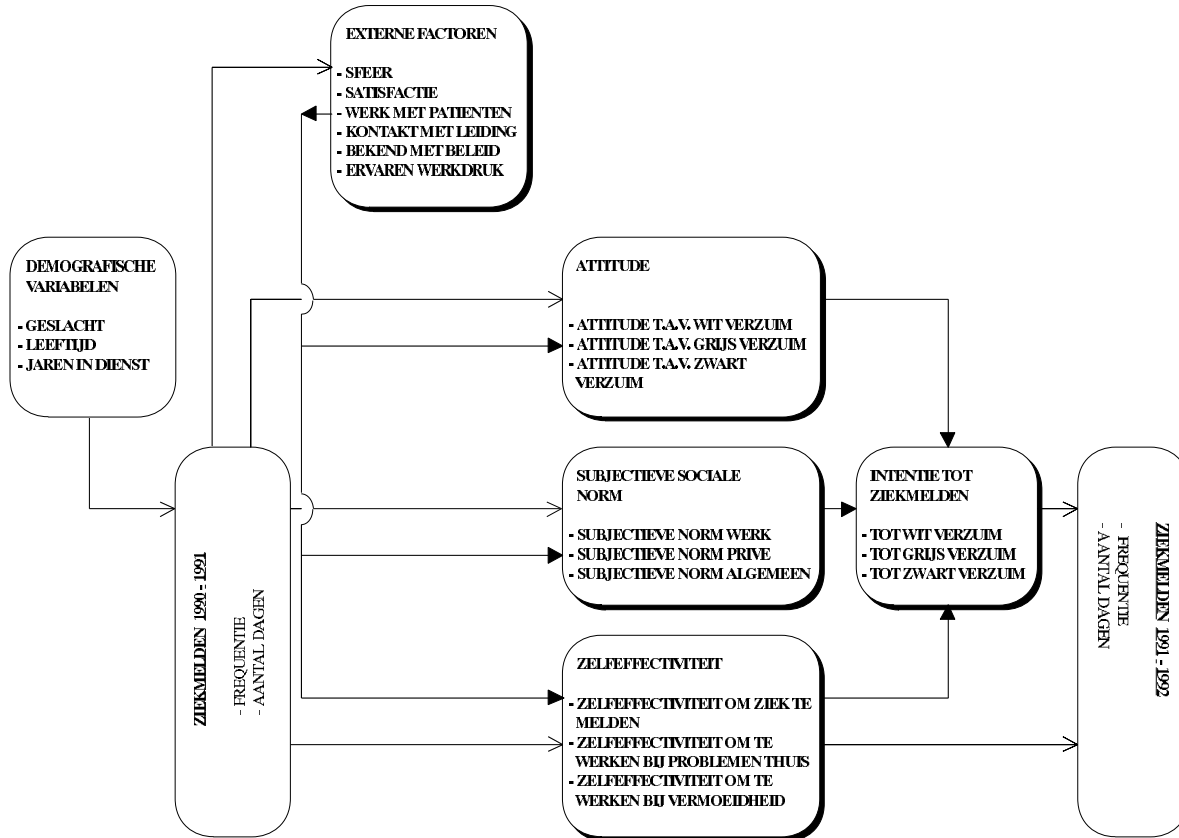 EXTERNE FACTOREN
- SFEER
- SATISFACTIE
- WERK MET PATIENTEN
- KONTAKT MET LEIDING
- BEKEND MET BELEID
- ERVAREN WERKDRUK
DEMOGRAFISCHE
VARIABELEN
- GESLACHT
- LEEFTIJD
- JAREN IN DIENST
ZIEKMELDEN 1990 - 1991
- FREQUENTIE
- AANTAL DAGEN
ATTITUDE
- ATTITUDE T.A.V. WIT VERZUIM
- ATTITUDE T.A.V. GRIJS VERZUIM
- ATTITUDE T.A.V. ZWART
VERZUIM
SUBJECTIEVE SOCIALE
NORM
- SUBJECTIEVE NORM WERK
- SUBJECTIEVE NORM PRIVE
- SUBJECTIEVE NORM ALGEMEEN
ZELFEFFECTIVITEIT
- ZELFEFFECTIVITEIT OM ZIEK TE
MELDEN
- ZELFEFFECTIVITEIT OM TE
WERKEN BIJ PROBLEMEN THUIS
- ZELFEFFECTIVITEIT OM TE
WERKEN BIJ VERMOEIDHEID
INTENTIE TOT
ZIEKMELDEN
- TOT WIT VERZUIM
- TOT GRIJS VERZUIM
- TOT ZWART VERZUIM
ZIEKMELDEN 1991 - 1992
- FREQUENTIE
- AANTAL DAGEN